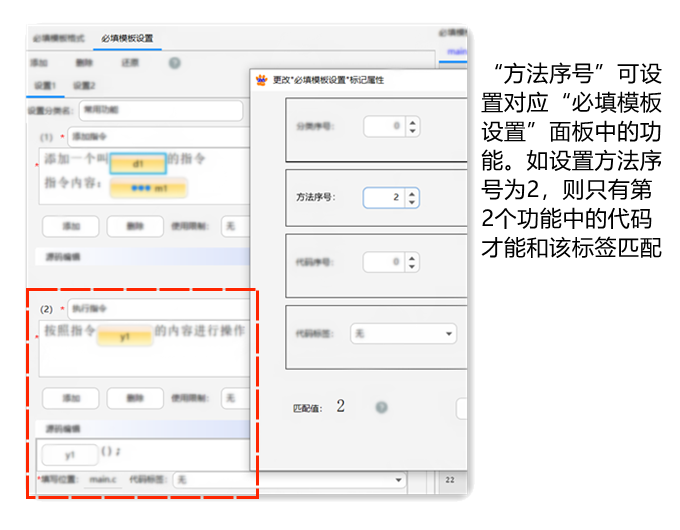 必填模板格式 必填模板设置
添加 删除 还原 ?
设置1 设置2
设置分类名: 常用功能
(1) * 添加指令
添加一个叫 d1 的指令
指令内容: m1
添加 删除 使用限制: 无
源码编辑
(2) * 执行指令
按照指令 y1 的内容进行操作
添加 删除 使用限制: 无
源码编辑
y1 ();
*填写位置: main.c 代码标签: 无
必填模
main
更改"必填模板设置"标记属性
分类序号: 0
方法序号: 2
代码序号: 0
代码标签: 无
匹配值: 2 ?
22
“方法序号”可设
置对应“必填模板
设置”面板中的功
能。如设置方法序
号为2，则只有第
2个功能中的代码
才能和该标签匹配